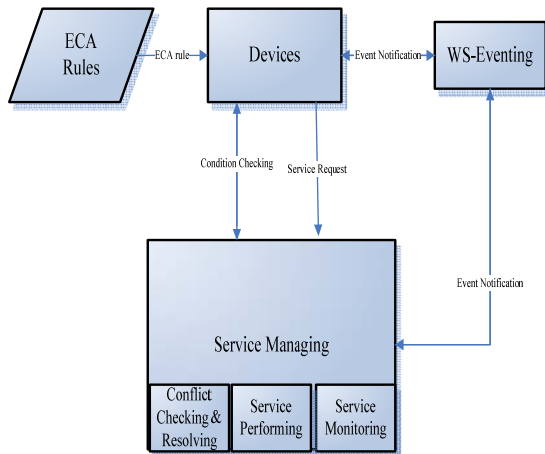 ECA
Rules
ECA rule
Devices
Event Notification
WS-Eventing
Condition Checking
Service Request
Event Notification
Service Managing
Conflict
Checking &
Resolving
Service
Performing
Service
Monitoring